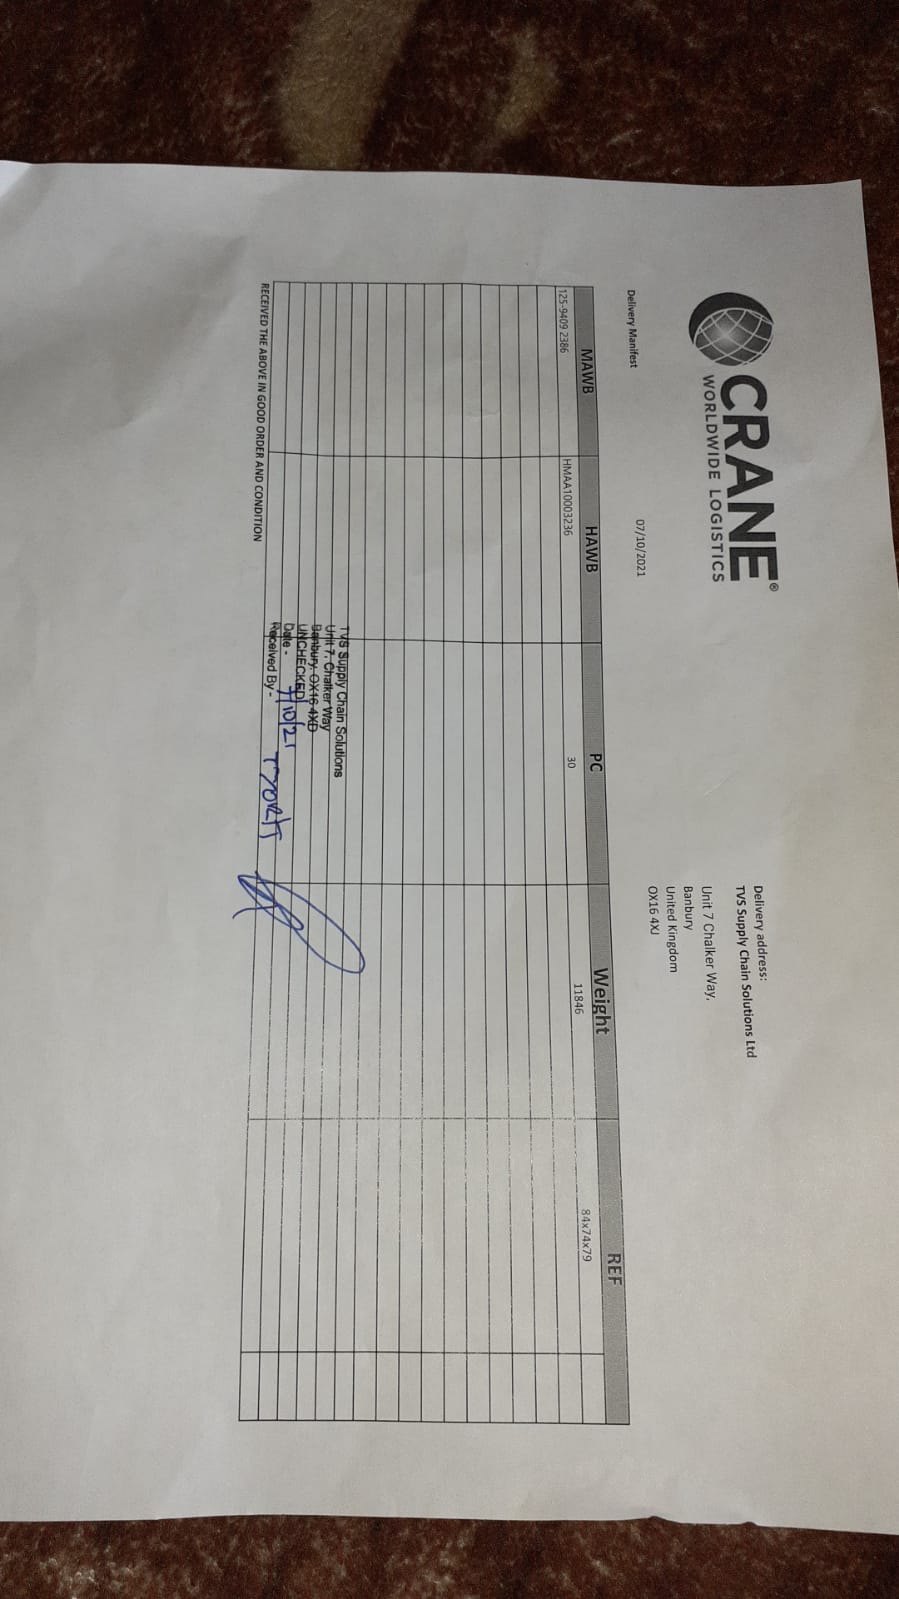 CRANE®
WORLDWIDE LOGISTICS
Delivery address:
TVS Supply Chain Solutions Ltd
Unit 7 Chalker Way,
Banbury
United Kingdom
OX16 4XJ
Delivery Manifest 07/10/2021
MAWB HAWB PC Weight REF
125-9409 2386 HMAA10003236 30 11846 84x74x79
TVS Supply Chain Solutions
Unit 7, Chalker Way
Banbury. OX16 4XD
UNCHECKED
Date - 7/10/21
Received By -
RECEIVED THE ABOVE IN GOOD ORDER AND CONDITION